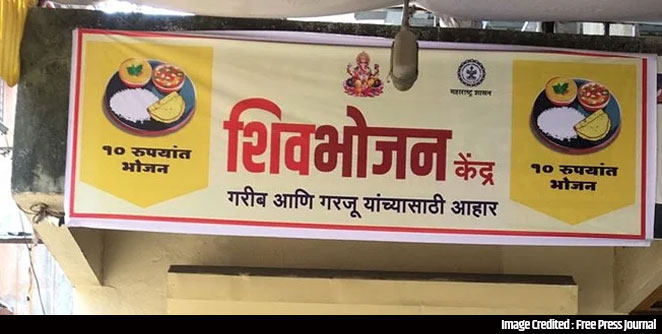 महाराष्ट्र शासन
१० रुपयांत
भोजन
शिवभोजन केंद्र
१० रुपयांत
भोजन
गरीब आणि गरजू यांच्यासाठी आहार
Image Credited : Free Press Journal